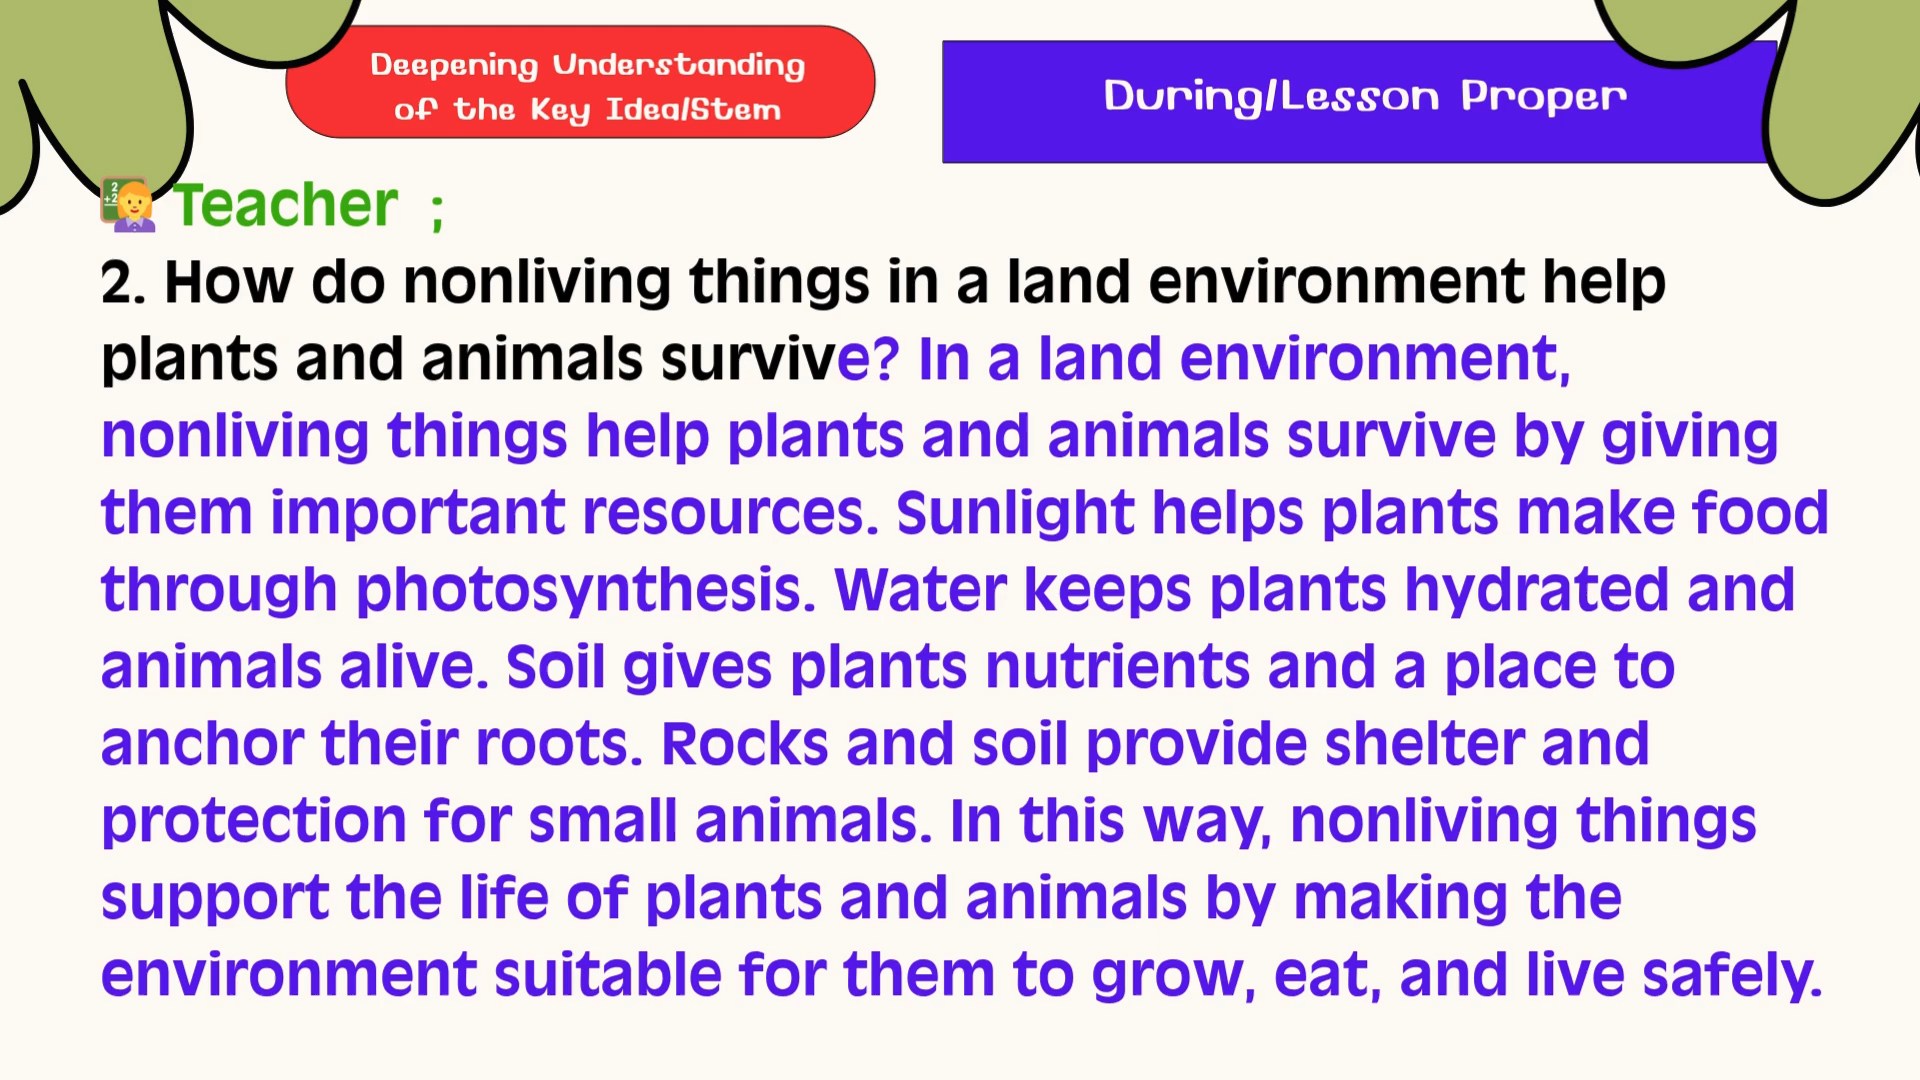 Deepening Understanding
of the Key Idea/Stem
During/Lesson Proper
Teacher ;
2. How do nonliving things in a land environment help
plants and animals survive? In a land environment,
nonliving things help plants and animals survive by giving
them important resources. Sunlight helps plants make food
through photosynthesis. Water keeps plants hydrated and
animals alive. Soil gives plants nutrients and a place to
anchor their roots. Rocks and soil provide shelter and
protection for small animals. In this way, nonliving things
support the life of plants and animals by making the
environment suitable for them to grow, eat, and live safely.